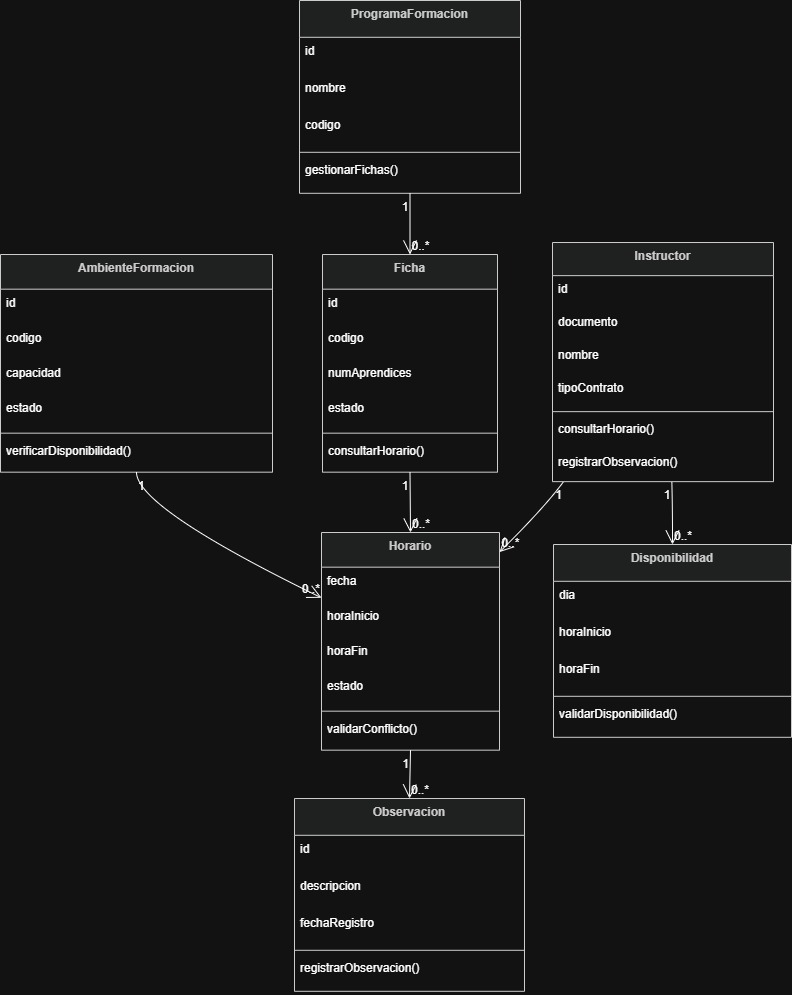 ProgramaFormacion
id
nombre
codigo
gestionarFichas()
1
0..*
AmbienteFormacion
id
codigo
capacidad
estado
verificarDisponibilidad()
1
Ficha
id
codigo
numAprendices
estado
consultarHorario()
1
0..*
Instructor
id
documento
nombre
tipoContrato
consultarHorario()
registrarObservacion()
1
1
0..*
0..*
0..*
Horario
fecha
horaInicio
horaFin
estado
validarConflicto()
1
0..*
Disponibilidad
dia
horaInicio
horaFin
validarDisponibilidad()
Observacion
id
descripcion
fechaRegistro
registrarObservacion()